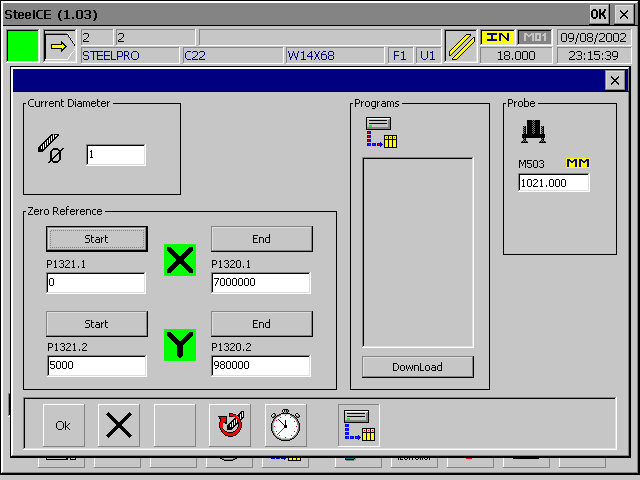 SteelCE (1.03) OK
2 2 IN M01 09/08/2002
STEELPRO C22 W14X68 F1 U1 18.000 23:15:39
Current Diameter Programs Probe
1
M503 MM
1021.000
Zero Reference
Start X End
P1321.1 P1320.1
0 7000000
Start Y End
P1321.2 P1320.2
5000 980000
DownLoad
Ok